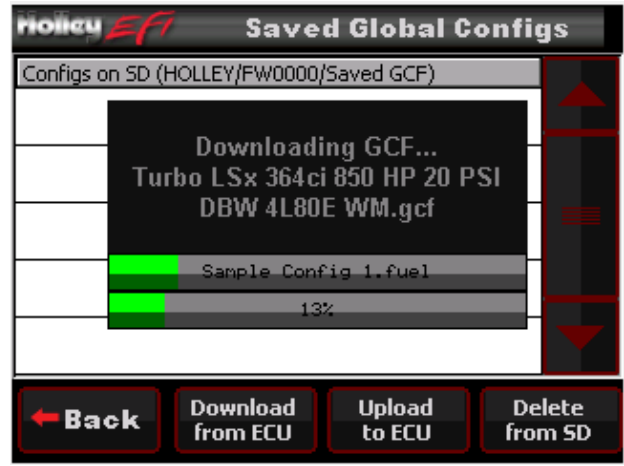 Holley EFI Saved Global Configs
Configs on SD (HOLLEY/FW0000/Saved GCF)
Downloading GCF...
Turbo LSx 364ci 850 HP 20 PSI
DBW 4L80E WM.gcf
Sample Config 1.fuel
13%
Back
Download
from ECU
Upload
to ECU
Delete
from SD